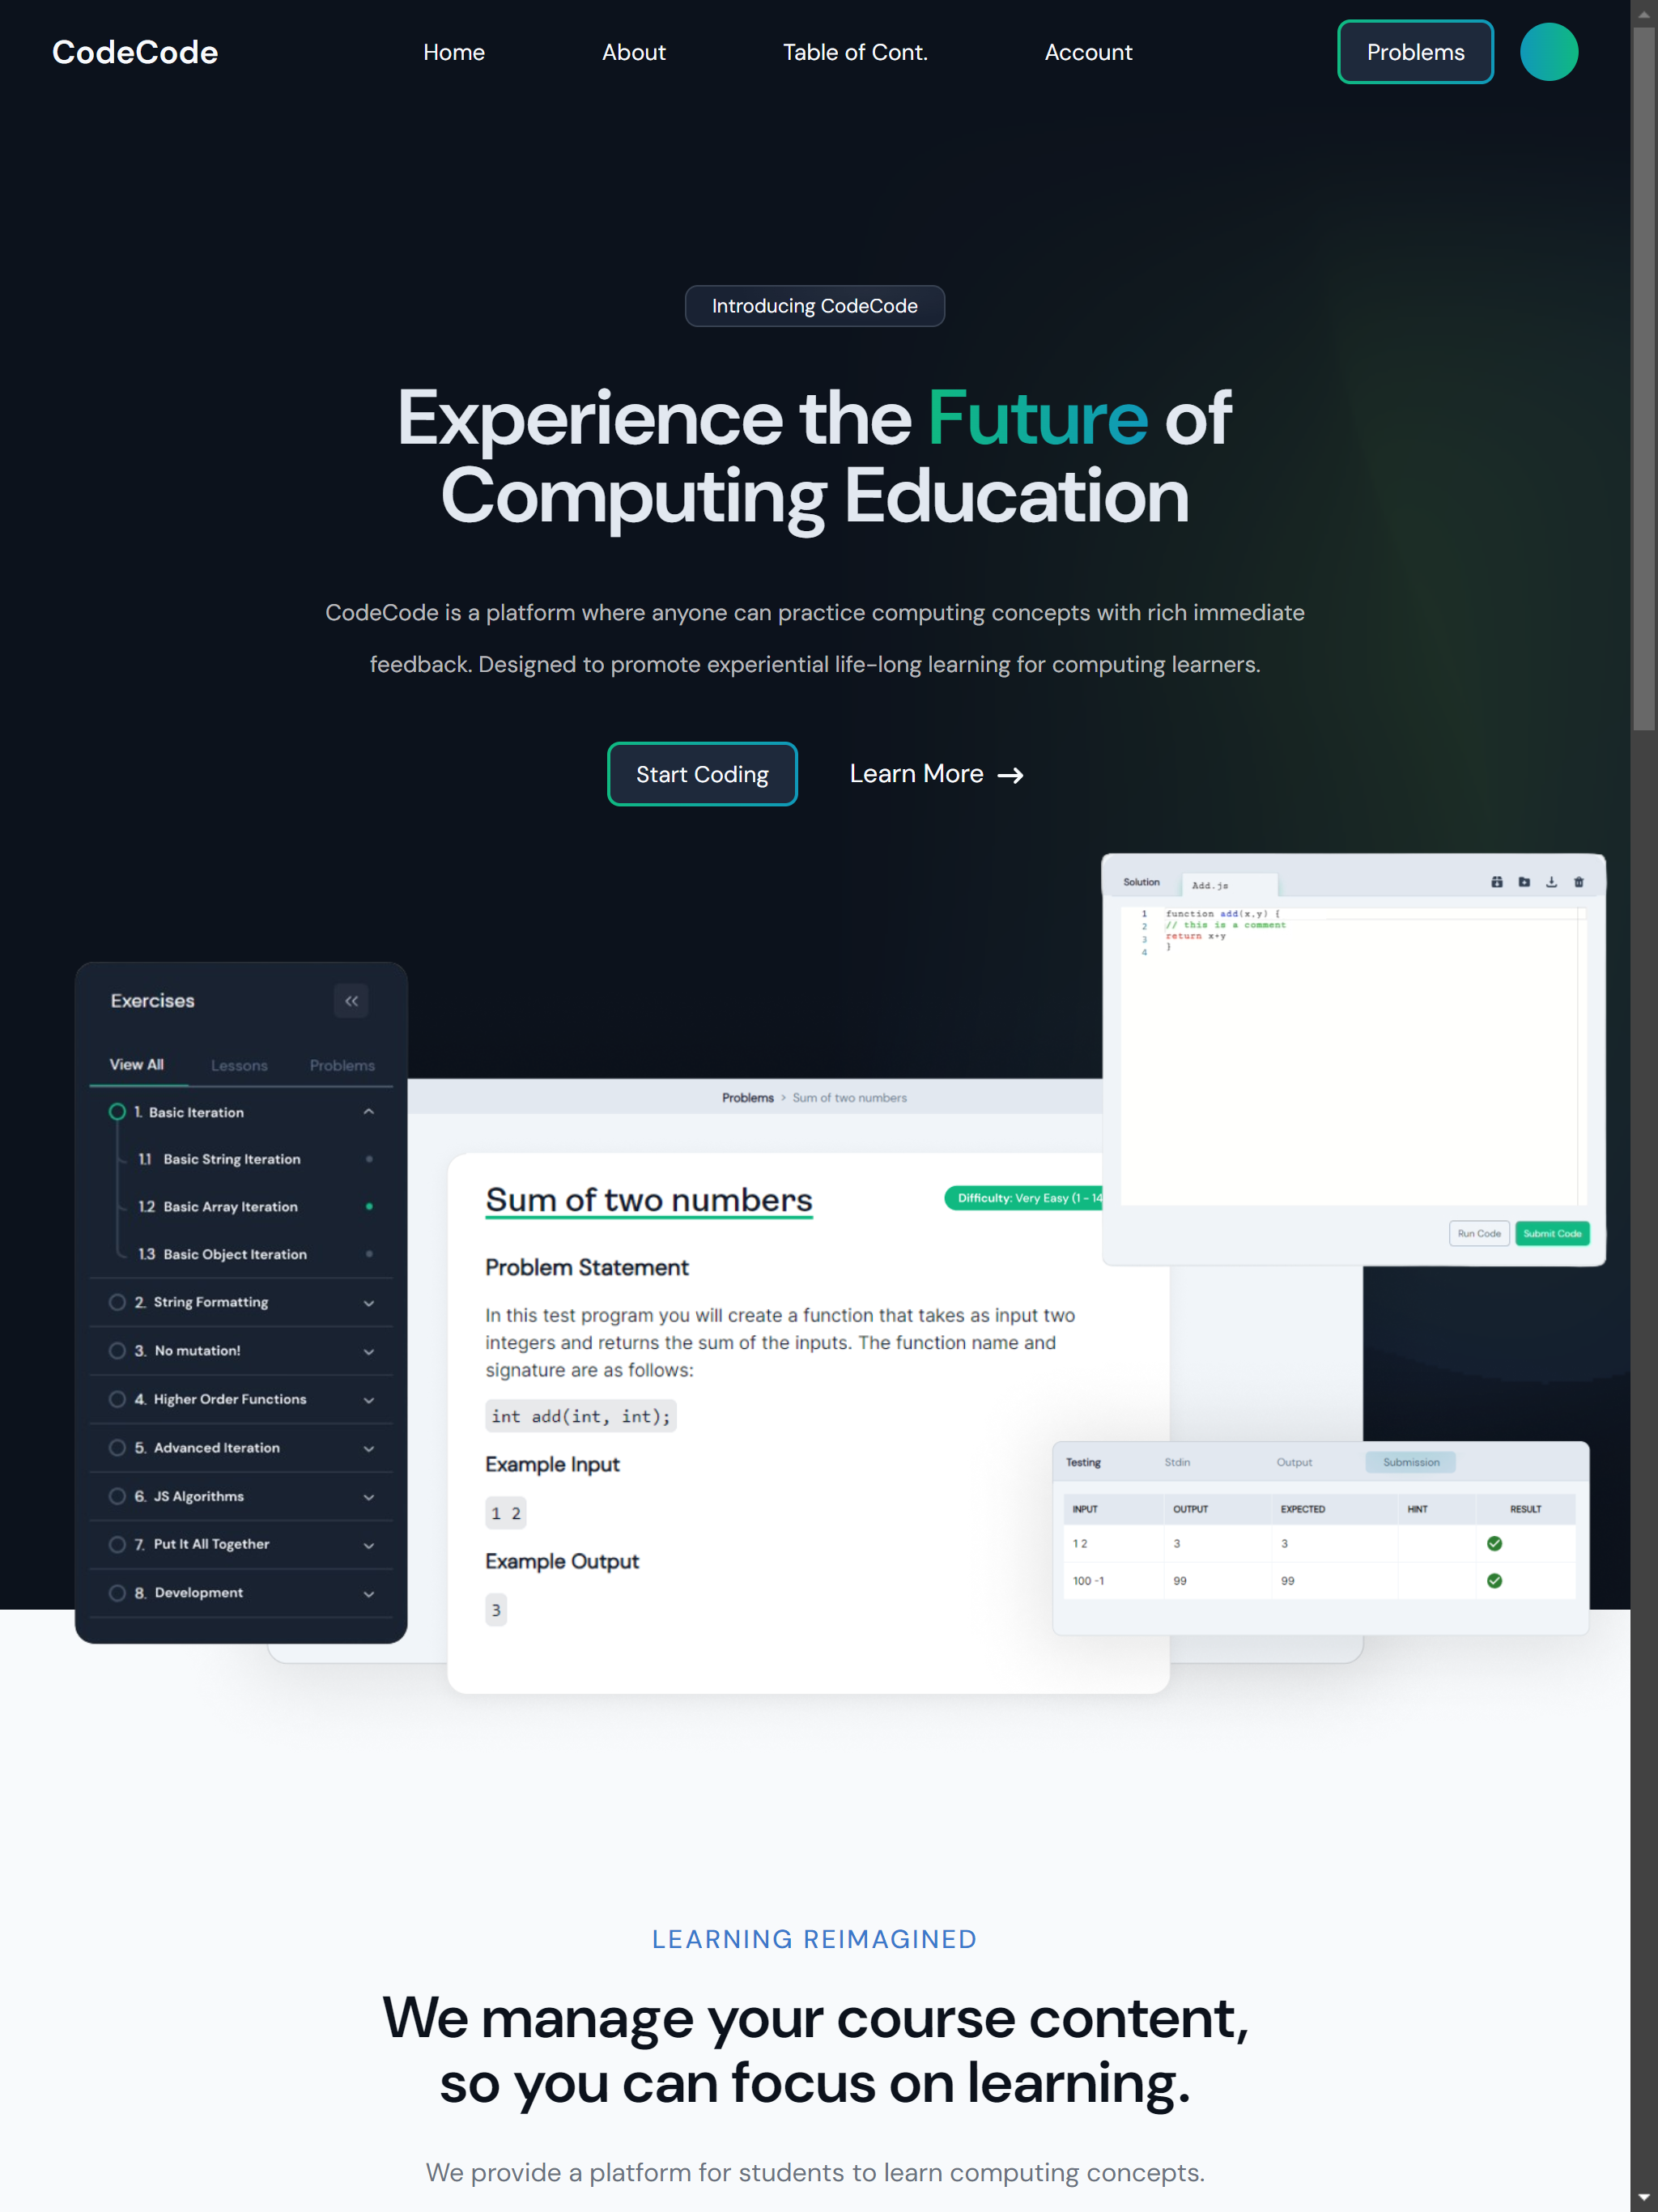 CodeCode
Home
About
Table of Cont.
Account
Problems
Introducing CodeCode
Experience the Future of
Computing Education
CodeCode is a platform where anyone can practice computing concepts with rich immediate
feedback. Designed to promote experiential life-long learning for computing learners.
Start Coding
Learn More →
Solution
Add.js
1 function add(x,y) {
2 // this is a comment
3 return x+y
4 }
Run Code
Submit Code
Exercises
View All
Lessons
Problems
1. Basic Iteration
1.1 Basic String Iteration
1.2 Basic Array Iteration
1.3 Basic Object Iteration
2. String Formatting
3. No mutation!
4. Higher Order Functions
5. Advanced Iteration
6. JS Algorithms
7. Put It All Together
8. Development
Problems > Sum of two numbers
Sum of two numbers
Difficulty: Very Easy (1 - 14
Problem Statement
In this test program you will create a function that takes as input two
integers and returns the sum of the inputs. The function name and
signature are as follows:
int add(int, int);
Example Input
1 2
Example Output
3
Testing
Stdin
Output
Submission
INPUT OUTPUT EXPECTED HINT RESULT
1 2 3 3
100 -1 99 99
LEARNING REIMAGINED
We manage your course content,
so you can focus on learning.
We provide a platform for students to learn computing concepts.